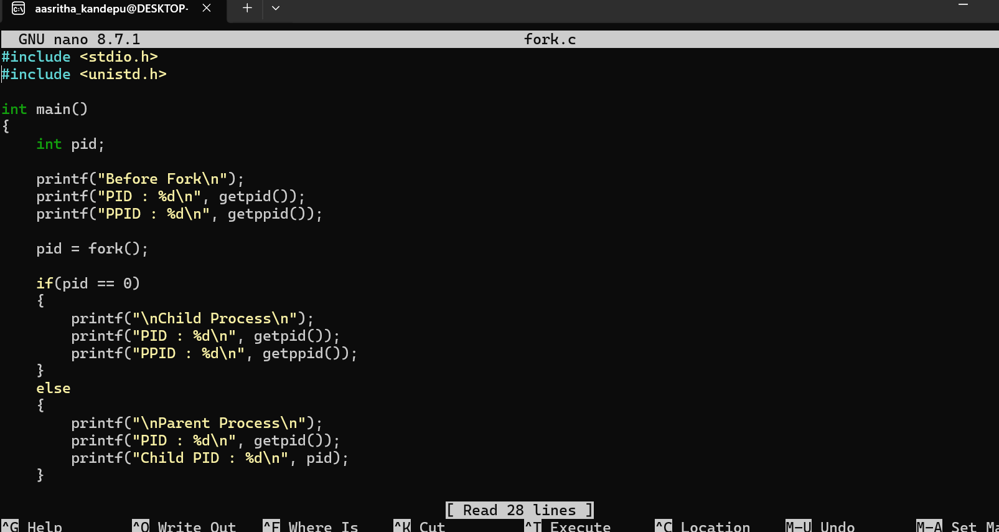 aasritha_kandepu@DESKTOP-
GNU nano 8.7.1 fork.c
#include <stdio.h>
#include <unistd.h>

int main()
{
    int pid;

    printf("Before Fork\n");
    printf("PID : %d\n", getpid());
    printf("PPID : %d\n", getppid());

    pid = fork();

    if(pid == 0)
    {
        printf("\nChild Process\n");
        printf("PID : %d\n", getpid());
        printf("PPID : %d\n", getppid());
    }
    else
    {
        printf("\nParent Process\n");
        printf("PID : %d\n", getpid());
        printf("Child PID : %d\n", pid);
    }

[ Read 28 lines ]
^G Help ^O Write Out ^F Where Is ^K Cut ^T Execute ^C Location M-U Undo M-A Set Ma